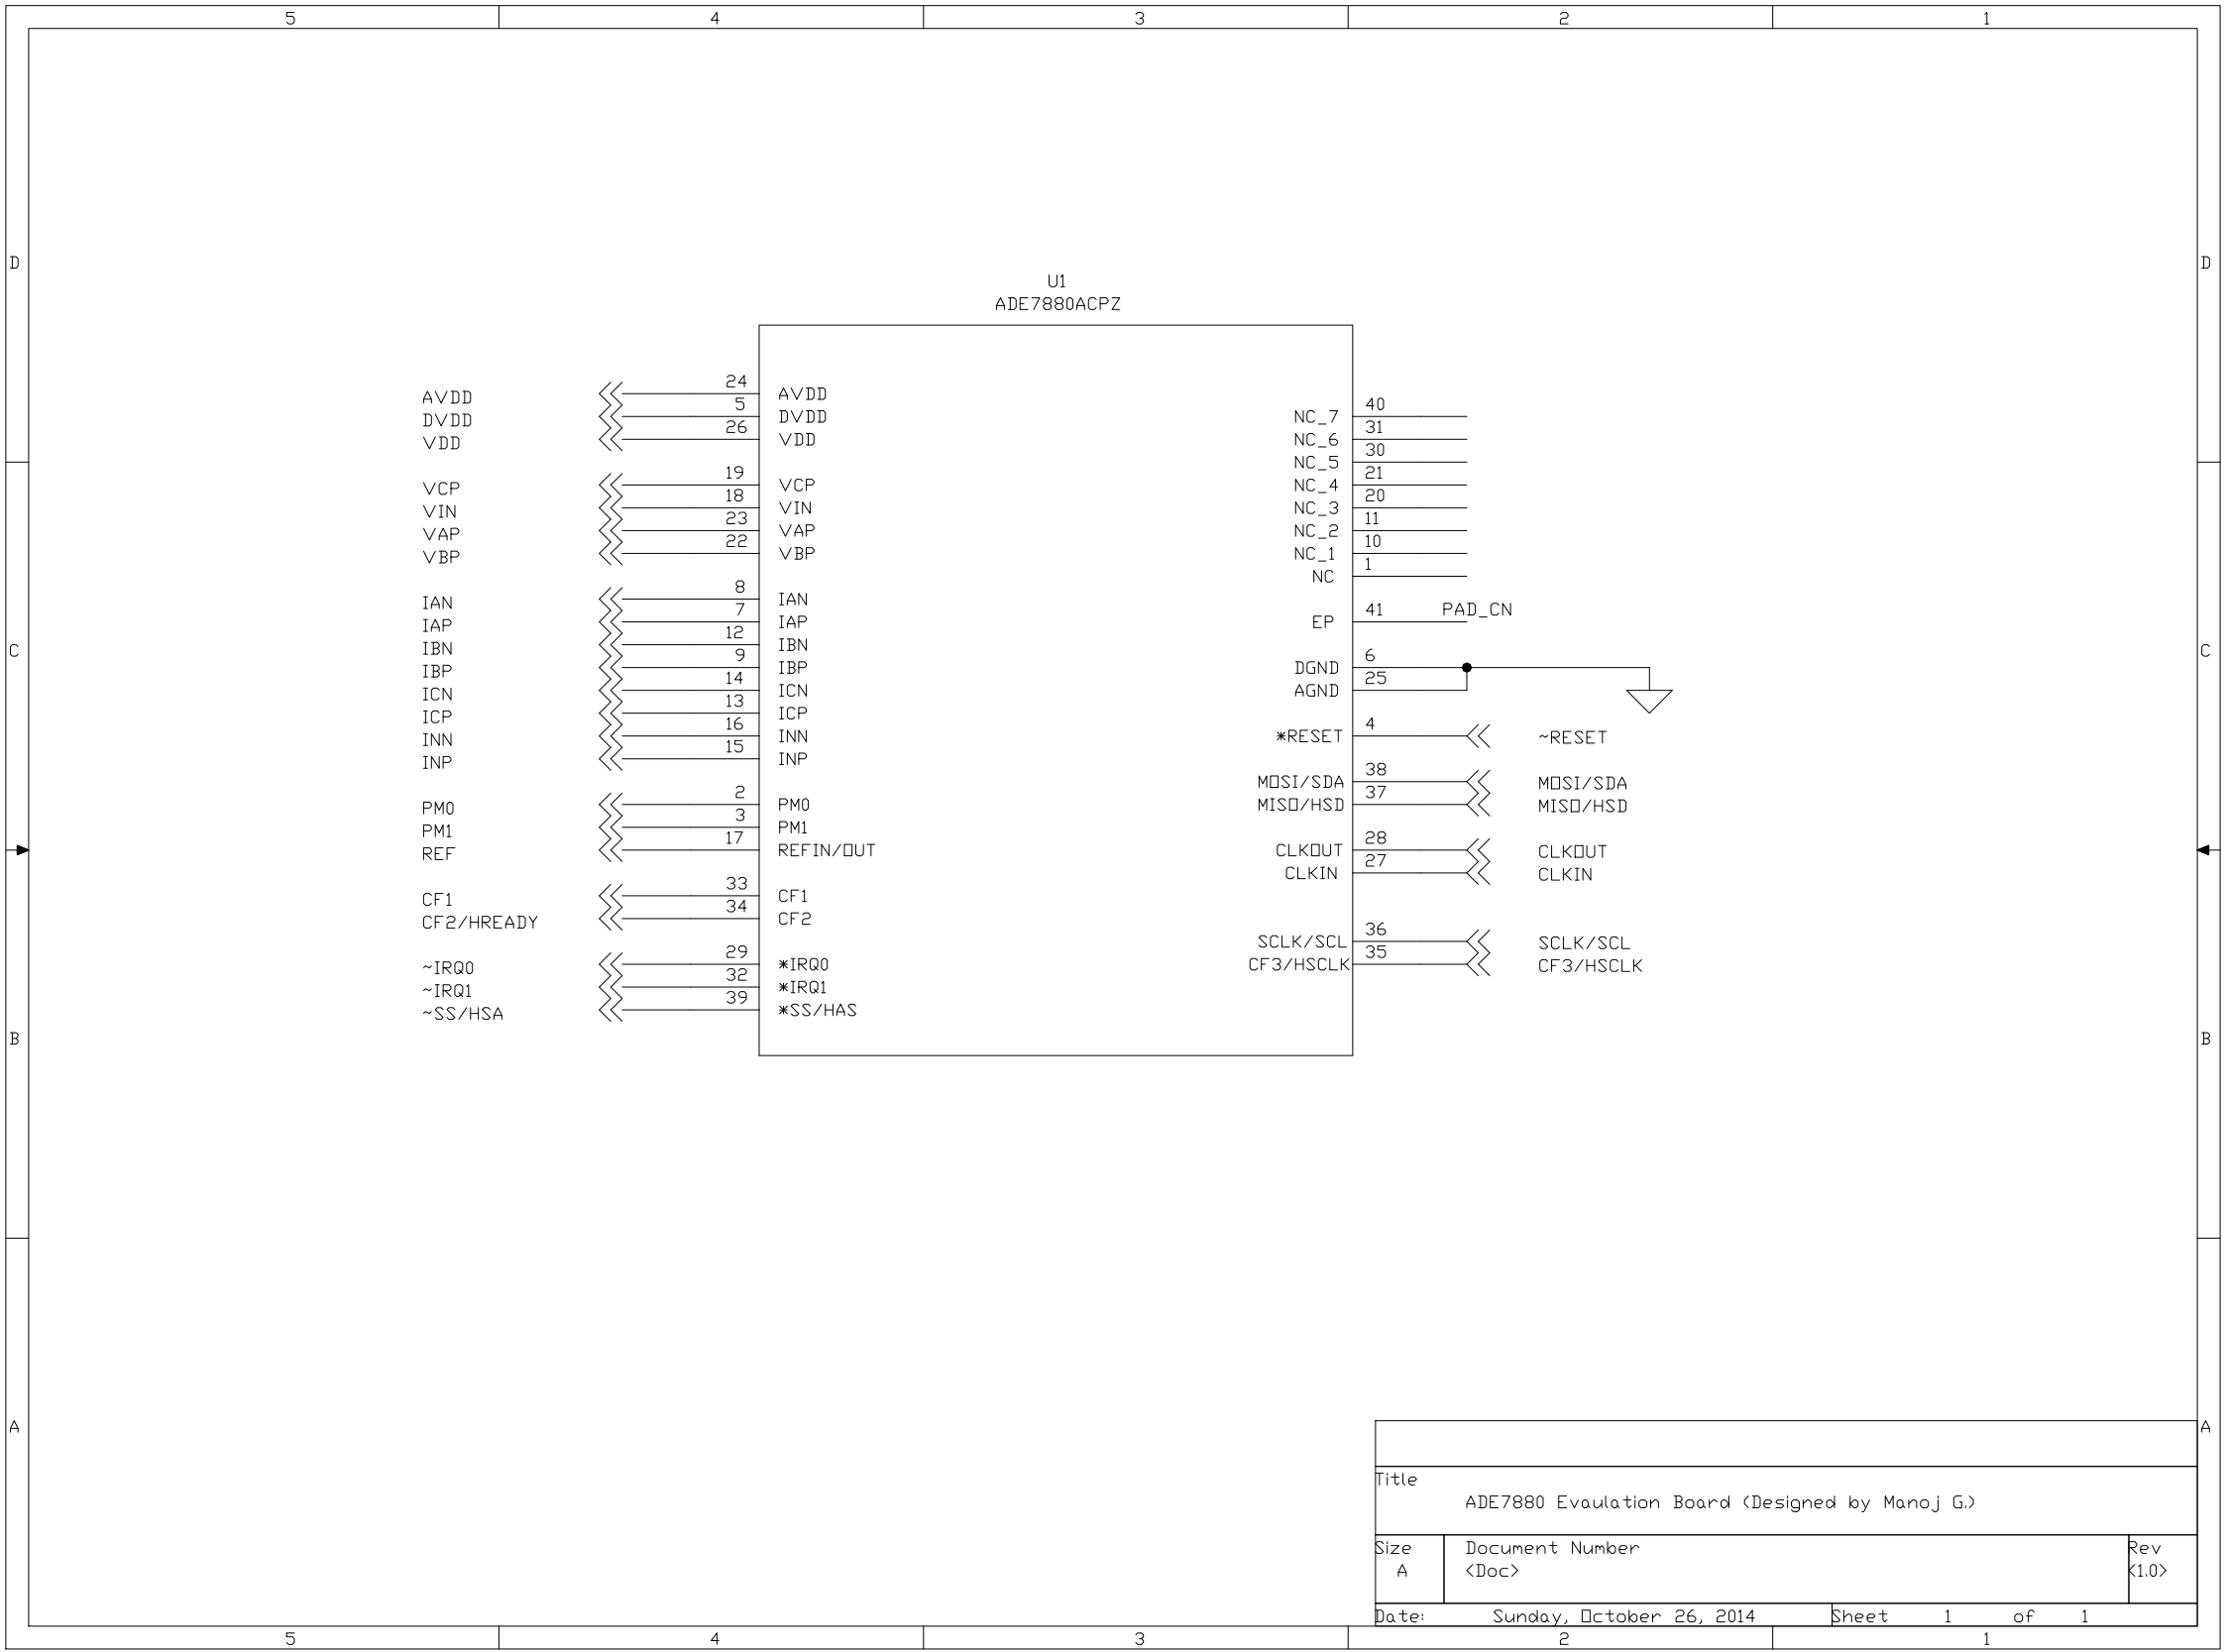 5 4 3 2 1
D D
U1
ADE7880ACPZ
24
AVDD AVDD
5
DVDD DVDD
26
VDD VDD
19
VCP VCP
18
VIN VIN
23
VAP VAP
22
VBP VBP
8
IAN IAN
7
IAP IAP
12
IBN IBN
9
IBP IBP
14
ICN ICN
13
ICP ICP
16
INN INN
15
INP INP
2
PM0 PM0
3
PM1 PM1
17
REF REFIN/OUT
33
CF1 CF1
34
CF2/HREADY CF2
29
~IRQ0 *IRQ0
32
~IRQ1 *IRQ1
39
~SS/HSA *SS/HAS
40
NC_7
31
NC_6
30
NC_5
21
NC_4
20
NC_3
11
NC_2
10
NC_1
1
NC
41 PAD_CN
EP
6
DGND
25
AGND
4
*RESET ~RESET
38
MOSI/SDA MOSI/SDA
37
MISO/HSD MISO/HSD
28
CLKOUT CLKOUT
27
CLKIN CLKIN
36
SCLK/SCL SCLK/SCL
35
CF3/HSCLK CF3/HSCLK
C C
B B
A A
Title
ADE7880 Evaulation Board (Designed by Manoj G.)
Size Document Number Rev
A <Doc> <1.0>
Date: Sunday, October 26, 2014 Sheet 1 of 1
5 4 3 2 1